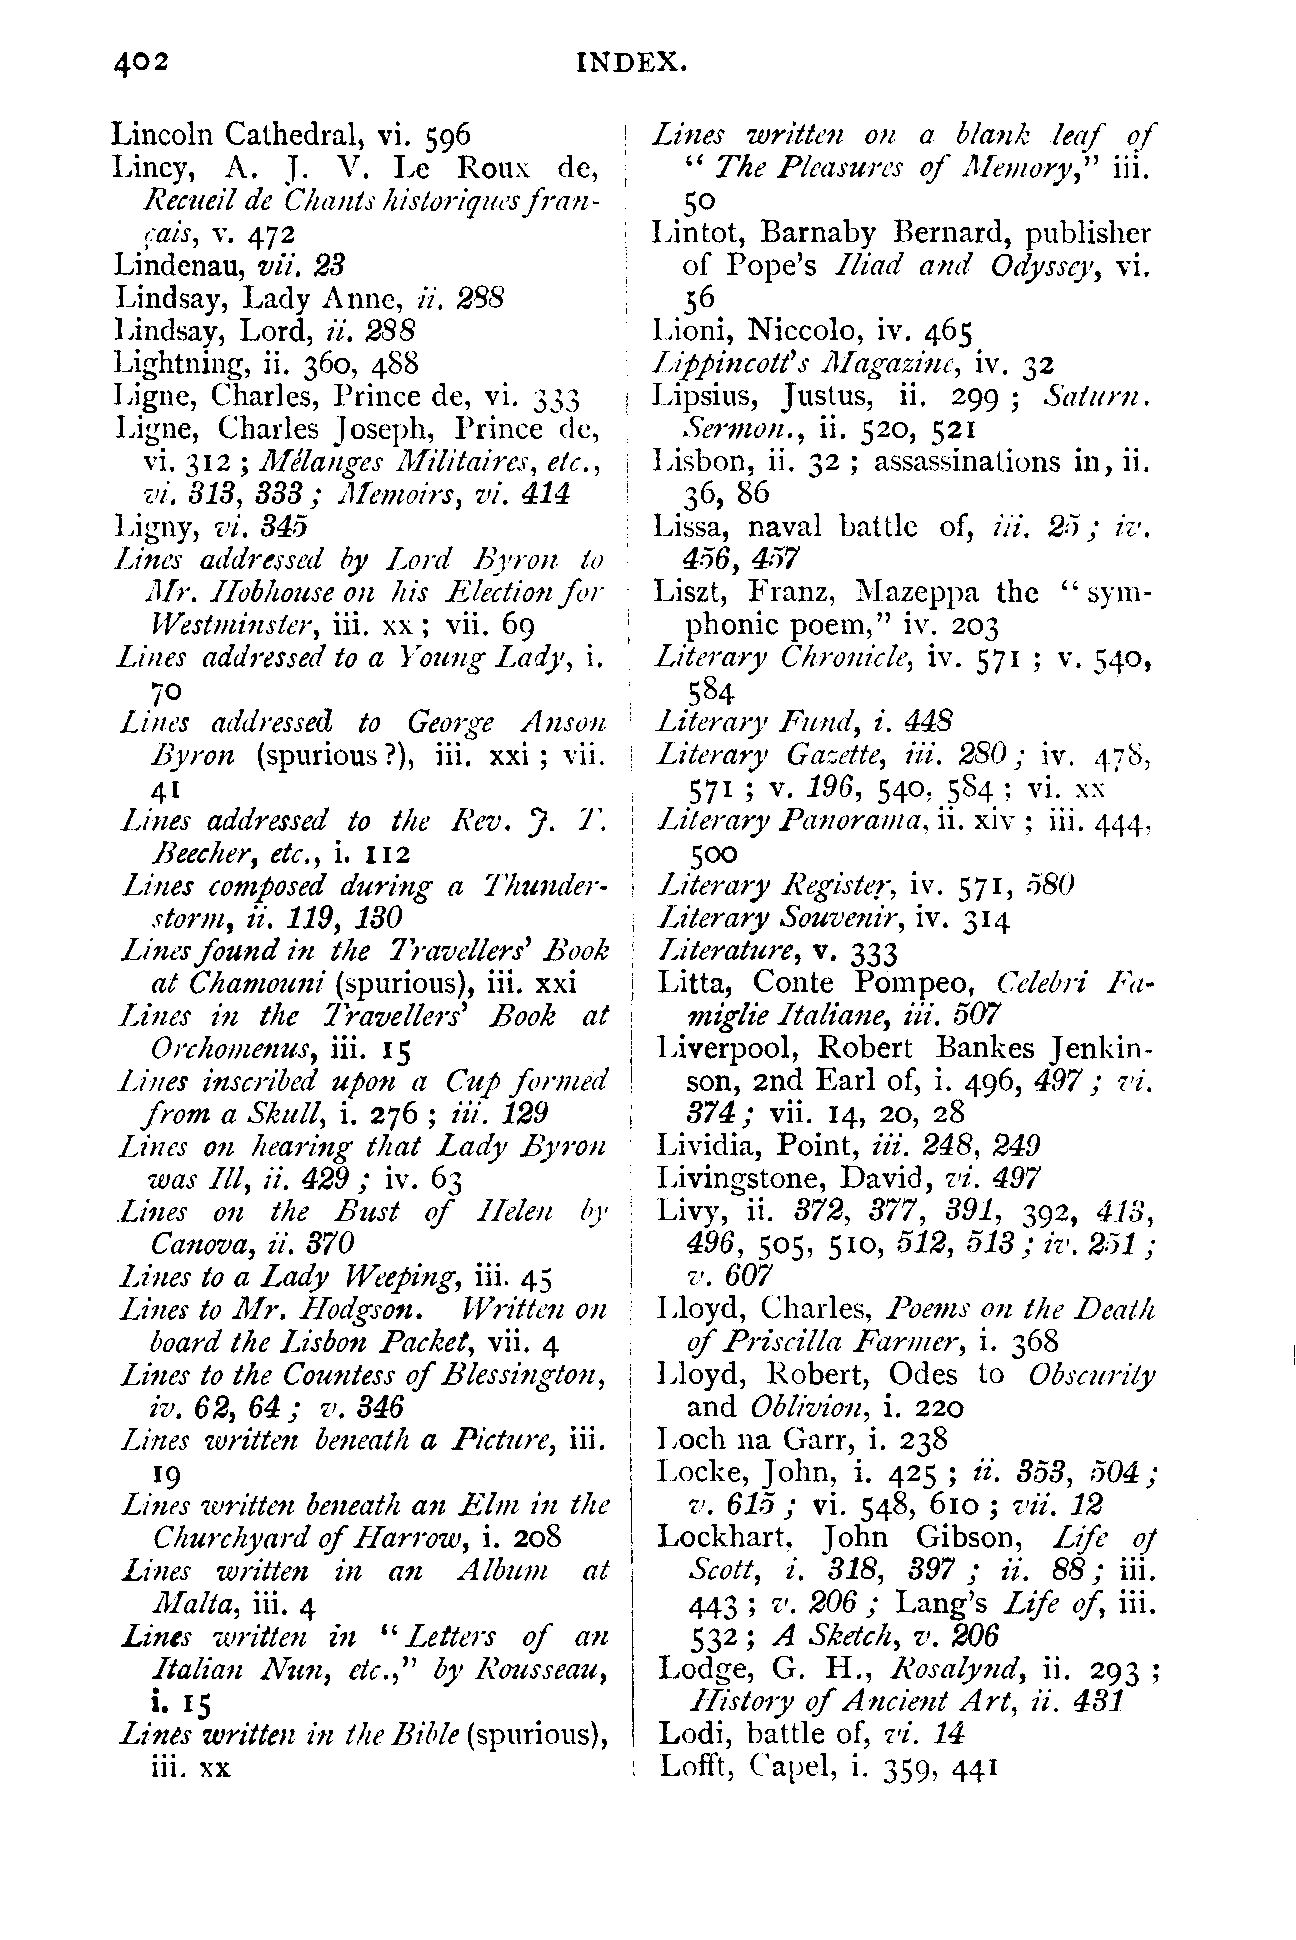 402 INDEX.
Lincoln Cathedral, vi. 596
Lincy, A. J. V. Le Roux de,
Recueil de Chants historiques fran-
çais, v. 472
Lindenau, vii. 23
Lindsay, Lady Anne, ii. 288
Lindsay, Lord, ii. 288
Lightning, ii. 360, 488
Ligne, Charles, Prince de, vi. 333
Ligne, Charles Joseph, Prince de,
vi. 312 ; Mélanges Militaires, etc.,
vi. 313, 333 ; Memoirs, vi. 414
Ligny, vi. 345
Lines addressed by Lord Byron to
Mr. Hobhouse on his Election for
Westminster, iii. xx ; vii. 69
Lines addressed to a Young Lady, i.
70
Lines addressed to George Anson
Byron (spurious ?), iii. xxi ; vii.
41
Lines addressed to the Rev. J. T.
Beecher, etc., i. 112
Lines composed during a Thunder-
storm, ii. 119, 130
Lines found in the Travellers' Book
at Chamouni (spurious), iii. xxi
Lines in the Travellers' Book at
Orchomenus, iii. 15
Lines inscribed upon a Cup formed
from a Skull, i. 276 ; iii. 129
Lines on hearing that Lady Byron
was Ill, ii. 429 ; iv. 63
Lines on the Bust of Helen by
Canova, ii. 370
Lines to a Lady Weeping, iii. 45
Lines to Mr. Hodgson. Written on
board the Lisbon Packet, vii. 4
Lines to the Countess of Blessington,
iv. 62, 64 ; v. 346
Lines written beneath a Picture, iii.
19
Lines written beneath an Elm in the
Churchyard of Harrow, i. 208
Lines written in an Album at
Malta, iii. 4
Lines written in "Letters of an
Italian Nun, etc.," by Rousseau,
i. 15
Lines written in the Bible (spurious),
iii. xx
Lines written on a blank leaf of
"The Pleasures of Memory," iii.
50
Lintot, Barnaby Bernard, publisher
of Pope's Iliad and Odyssey, vi.
56
Lioni, Niccolo, iv. 465
Lippincott's Magazine, iv. 32
Lipsius, Justus, ii. 299 ; Saturn.
Sermon., ii. 520, 521
Lisbon, ii. 32 ; assassinations in, ii.
36, 86
Lissa, naval battle of, iii. 25 ; iv.
456, 457
Liszt, Franz, Mazeppa the "sym-
phonic poem," iv. 203
Literary Chronicle, iv. 571 ; v. 540,
584
Literary Fund, i. 448
Literary Gazette, iii. 280 ; iv. 478,
571 ; v. 196, 540, 584 ; vi. xx
Literary Panorama, ii. xiv ; iii. 444,
500
Literary Register, iv. 571, 580
Literary Souvenir, iv. 314
Literature, v. 333
Litta, Conte Pompeo, Celebri Fa-
miglie Italiane, iii. 507
Liverpool, Robert Bankes Jenkin-
son, 2nd Earl of, i. 496, 497 ; vi.
374 ; vii. 14, 20, 28
Lividia, Point, iii. 248, 249
Livingstone, David, vi. 497
Livy, ii. 372, 377, 391, 392, 413,
496, 505, 510, 512, 513 ; iv. 251 ;
v. 607
Lloyd, Charles, Poems on the Death
of Priscilla Farmer, i. 368
Lloyd, Robert, Odes to Obscurity
and Oblivion, i. 220
Loch na Garr, i. 238
Locke, John, i. 425 ; ii. 353, 504 ;
v. 615 ; vi. 548, 610 ; vii. 12
Lockhart, John Gibson, Life of
Scott, i. 318, 397 ; ii. 88 ; iii.
443 ; v. 206 ; Lang's Life of, iii.
532 ; A Sketch, v. 206
Lodge, G. H., Rosalynd, ii. 293 ;
History of Ancient Art, ii. 431
Lodi, battle of, vi. 14
Lofft, Capel, i. 359, 441